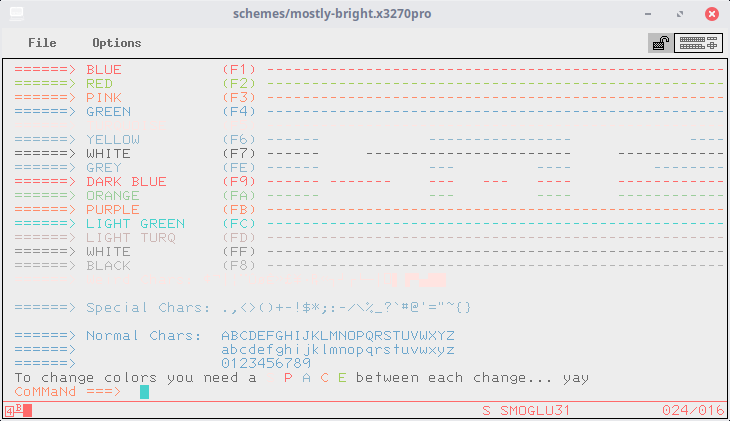 schemes/mostly-bright.x3270pro
File Options
======> BLUE (F1) ----------------------------------------------------
======> RED (F2) ----------------------------------------------------
======> PINK (F3) ----------------------------------------------------
======> GREEN (F4) ----------------------------------------------------
======> YELLOW (F6) ------ ----------------------------------
======> WHITE (F7) ------ --- ----- ------------
======> GREY (FE) ------ --- ------------
======> DARK BLUE (F9) ------ --- ----- ------------
======> ORANGE (FA) ------ --- ----- ------------
======> PURPLE (FB) ----------------------------------------------------
======> LIGHT GREEN (FC) ----------------------------------------------------
======> LIGHT TURQ (FD) ----------------------------------------------------
======> WHITE (FF) ----------------------------------------------------
======> BLACK (F8) ----------------------------------------------------
======> Special Chars: .,<>()+-!$*;:-/\%_?`#@'="~{}
======> Normal Chars: ABCDEFGHIJKLMNOPQRSTUVWXYZ
======> abcdefghijklmnopqrstuvwxyz
======> 0123456789
To change colors you need a P A C E between each change... yay
CoMMaNd ===>
4B S SMOGLU31 024/016